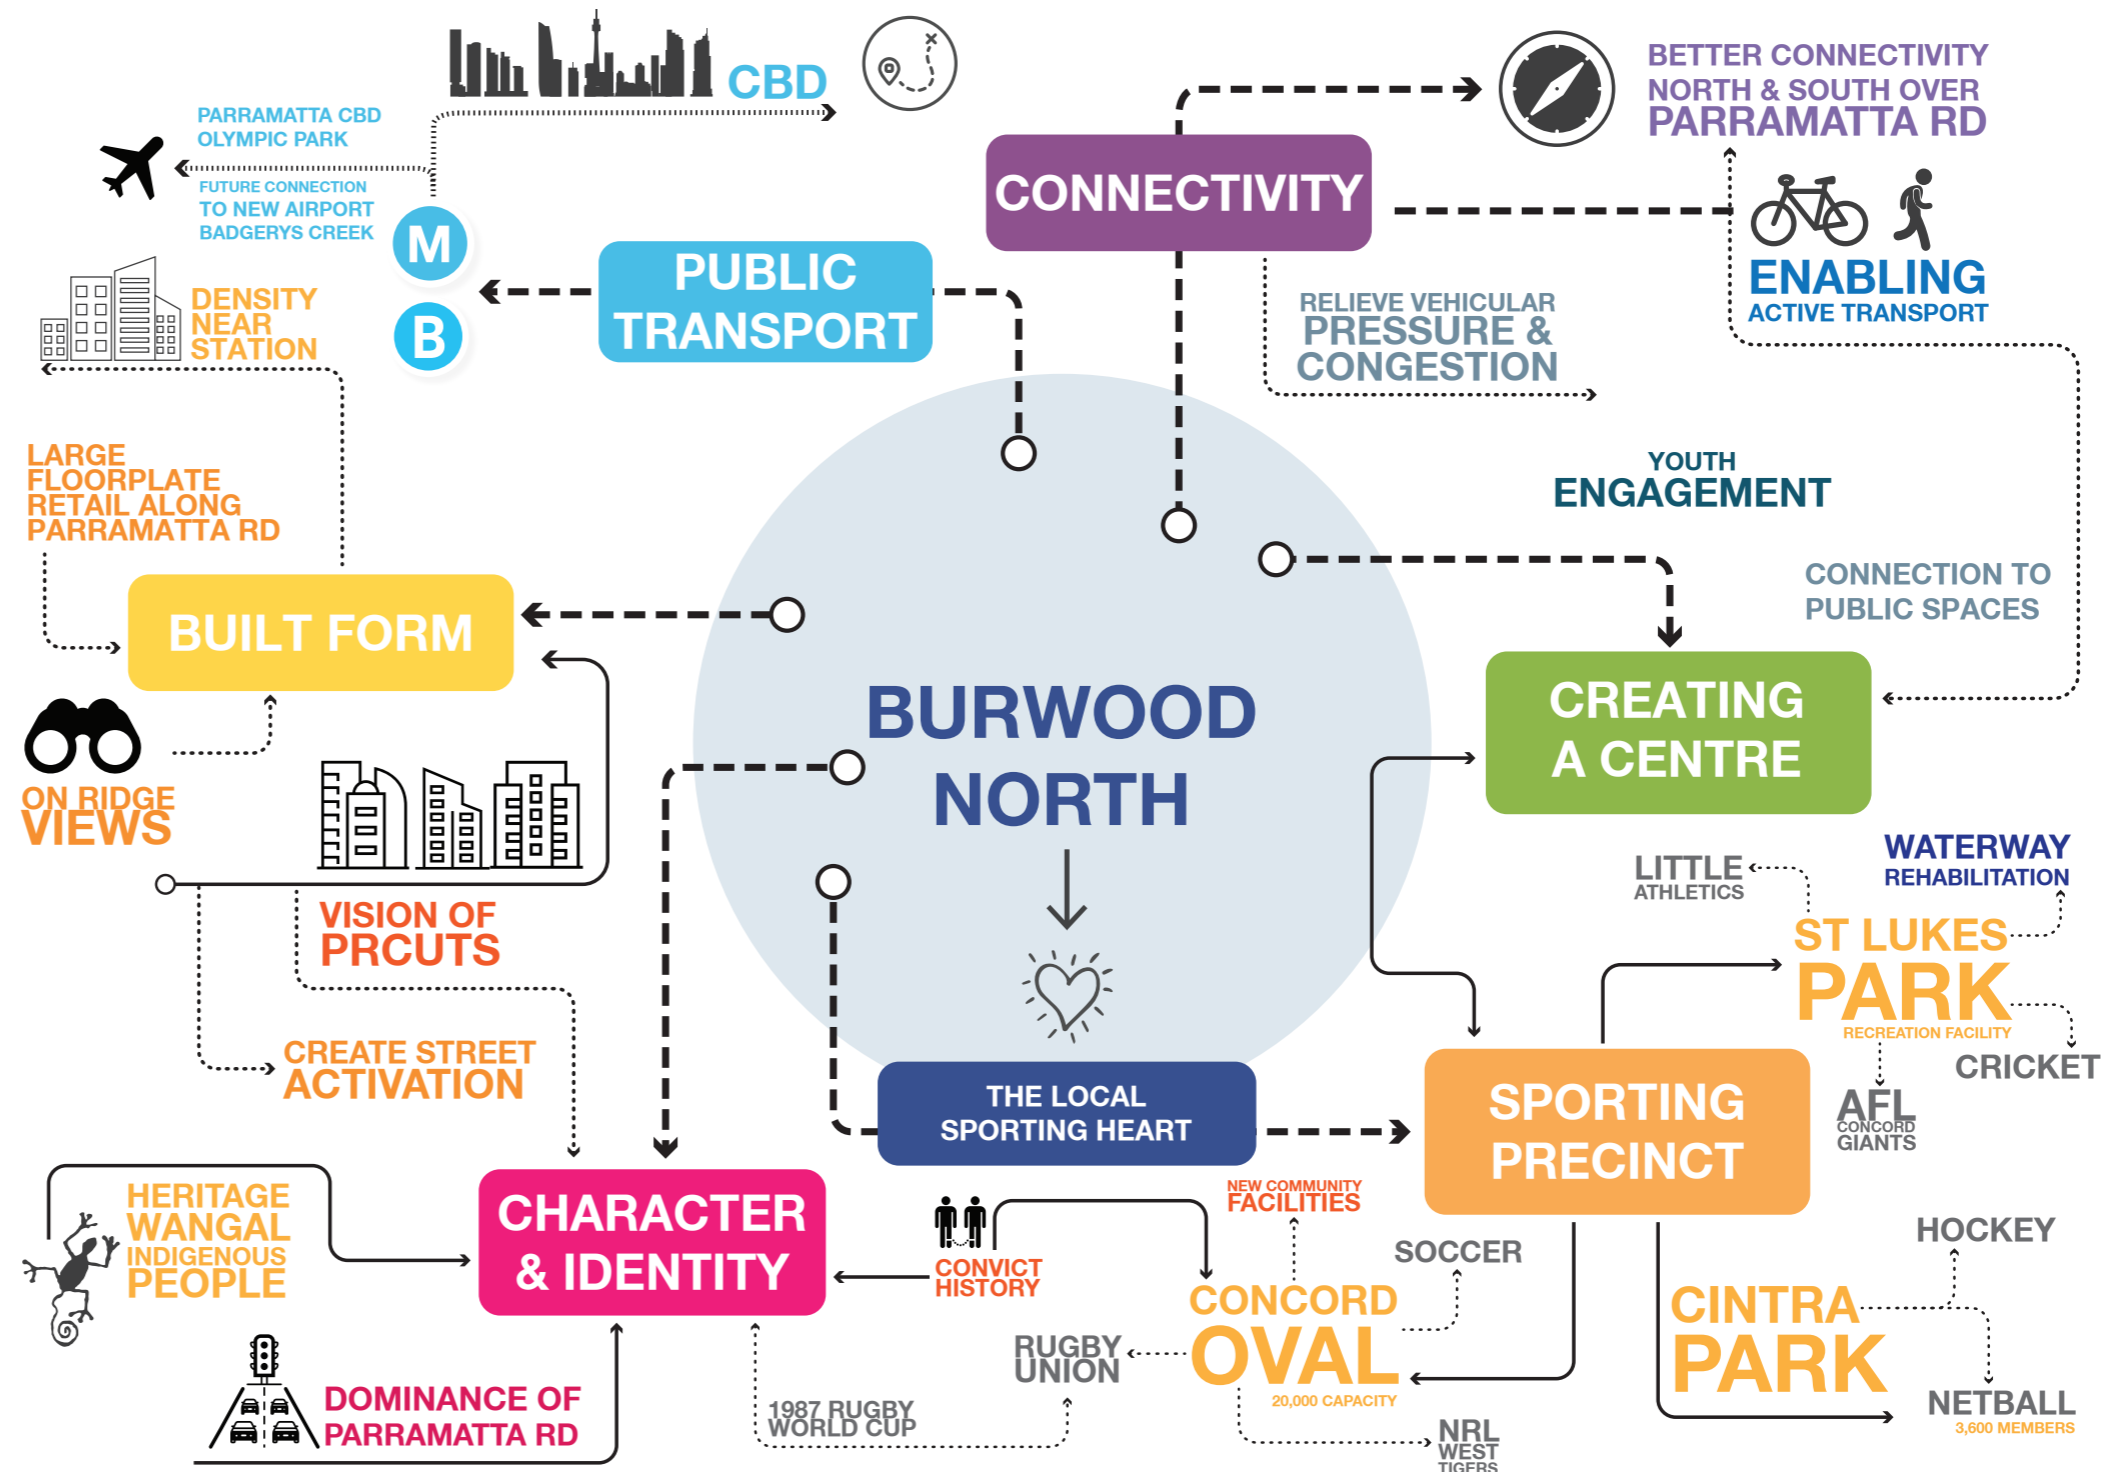 CBD
PARRAMATTA CBD
OLYMPIC PARK
FUTURE CONNECTION
TO NEW AIRPORT
BADGERYS CREEK
M
B
PUBLIC
TRANSPORT
CONNECTIVITY
BETTER CONNECTIVITY
NORTH & SOUTH OVER
PARRAMATTA RD
ENABLING
ACTIVE TRANSPORT
RELIEVE VEHICULAR
PRESSURE &
CONGESTION
DENSITY
NEAR
STATION
LARGE
FLOORPLATE
RETAIL ALONG
PARRAMATTA RD
BUILT FORM
ON RIDGE
VIEWS
VISION OF
PRCUTS
CREATE STREET
ACTIVATION
YOUTH
ENGAGEMENT
CONNECTION TO
PUBLIC SPACES
CREATING
A CENTRE
BURWOOD
NORTH
THE LOCAL
SPORTING HEART
SPORTING
PRECINCT
LITTLE
ATHLETICS
WATERWAY
REHABILITATION
ST LUKES
PARK
RECREATION FACILITY
CRICKET
AFL
CONCORD
GIANTS
HERITAGE
WANGAL
INDIGENOUS
PEOPLE
CHARACTER
& IDENTITY
DOMINANCE OF
PARRAMATTA RD
CONVICT
HISTORY
1987 RUGBY
WORLD CUP
RUGBY
UNION
NEW COMMUNITY
FACILITIES
CONCORD
OVAL
20,000 CAPACITY
SOCCER
NRL
WEST
TIGERS
CINTRA
PARK
HOCKEY
NETBALL
3,600 MEMBERS